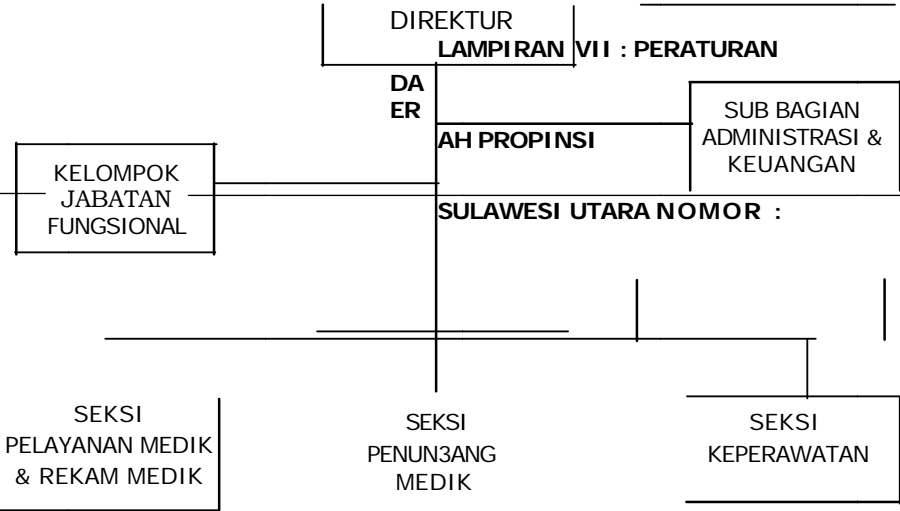 DIREKTUR
LAMPIRAN VII : PERATURAN
DA
ER
AH PROPINSI
SULAWESI UTARA NOMOR :
SUB BAGIAN
ADMINISTRASI &
KEUANGAN
KELOMPOK
JABATAN
FUNGSIONAL
SEKSI
PELAYANAN MEDIK
& REKAM MEDIK
SEKSI
PENUN3ANG
MEDIK
SEKSI
KEPERAWATAN